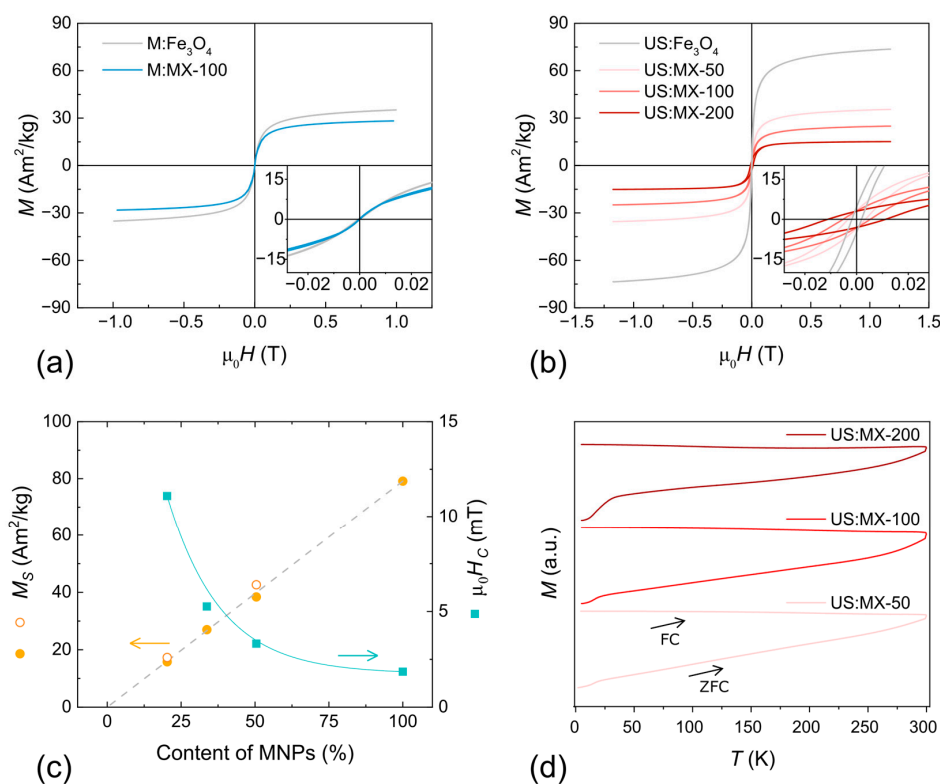 90
60
30
0
−30
−60
−90
M (Am²/kg)
M:Fe₃O₄
M:MX-100
15
0
−15
−0.02
0.00
0.02
−1.0
−0.5
0.0
0.5
1.0
μ₀H (T)
(a)
90
60
30
0
−30
−60
−90
M (Am²/kg)
US:Fe₃O₄
US:MX-50
US:MX-100
US:MX-200
15
0
−15
−0.02
0.00
0.02
−1.5
−1.0
−0.5
0.0
0.5
1.0
1.5
μ₀H (T)
(b)
100
80
60
40
20
0
M_S (Am²/kg)
15
10
5
0
μ₀H_C (mT)
0
25
50
75
100
Content of MNPs (%)
(c)
M (a.u.)
US:MX-200
US:MX-100
US:MX-50
FC
ZFC
0
50
100
150
200
250
300
T (K)
(d)